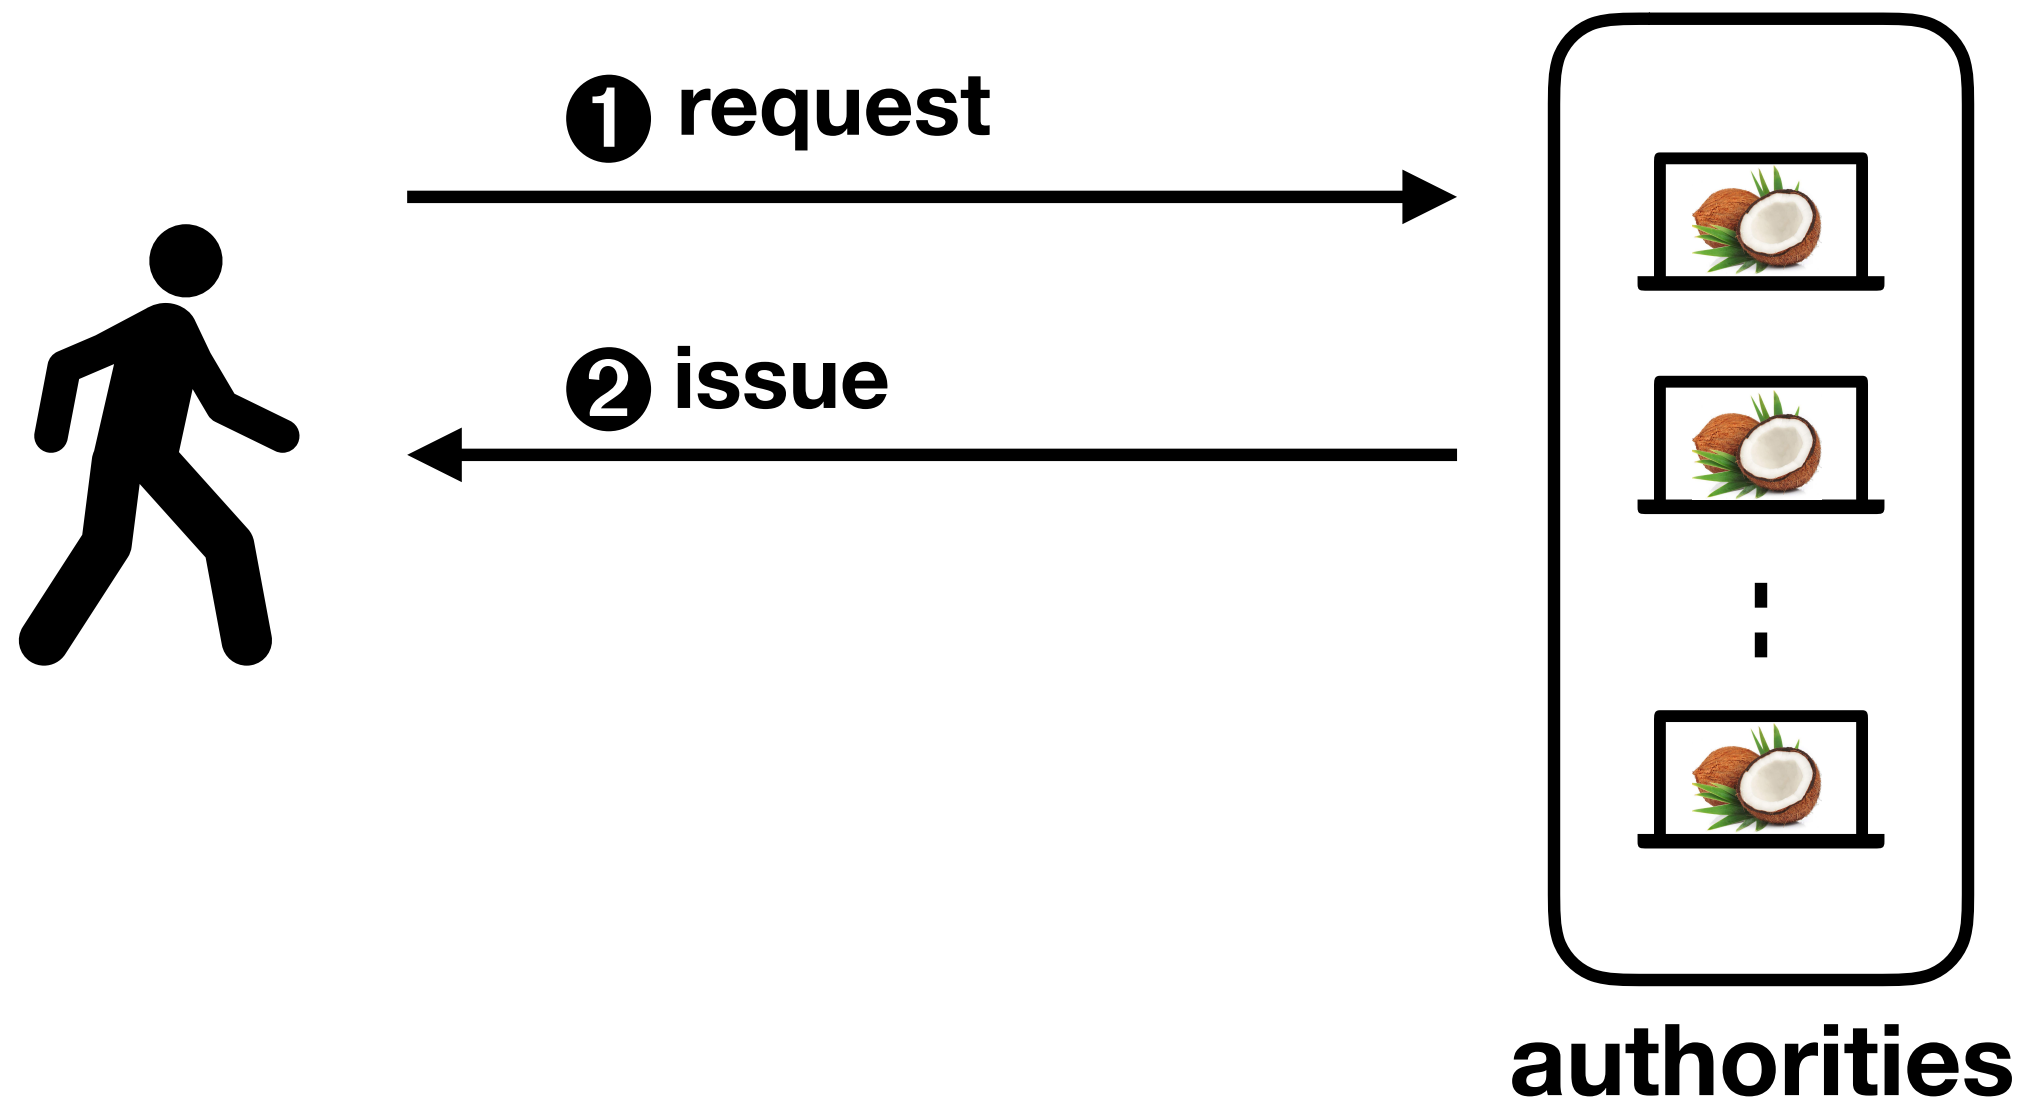 ❶ request
❷ issue
authorities